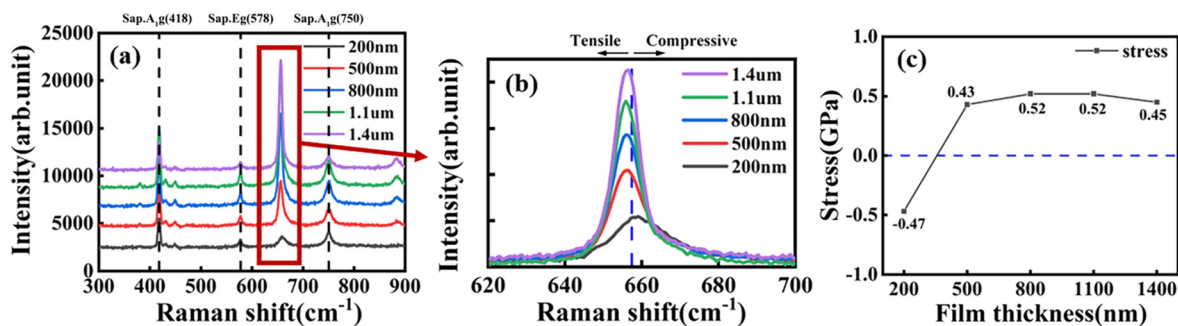 Sap.A1g(418) Sap.Eg(578) Sap.A1g(750)
(a)
200nm
500nm
800nm
1.1um
1.4um
25000
20000
15000
10000
5000
0
Intensity(arb.unit)
300 400 500 600 700 800 900
Raman shift(cm-1)
Tensile Compressive
(b)
1.4um
1.1um
800nm
500nm
200nm
Intensity(arb.unit)
620 640 660 680 700
Raman shift(cm-1)
(c)
stress
1.0
0.5
0.0
-0.5
-1.0
Stress(GPa)
0.43
0.52
0.52
0.45
-0.47
200 500 800 1100 1400
Film thickness(nm)